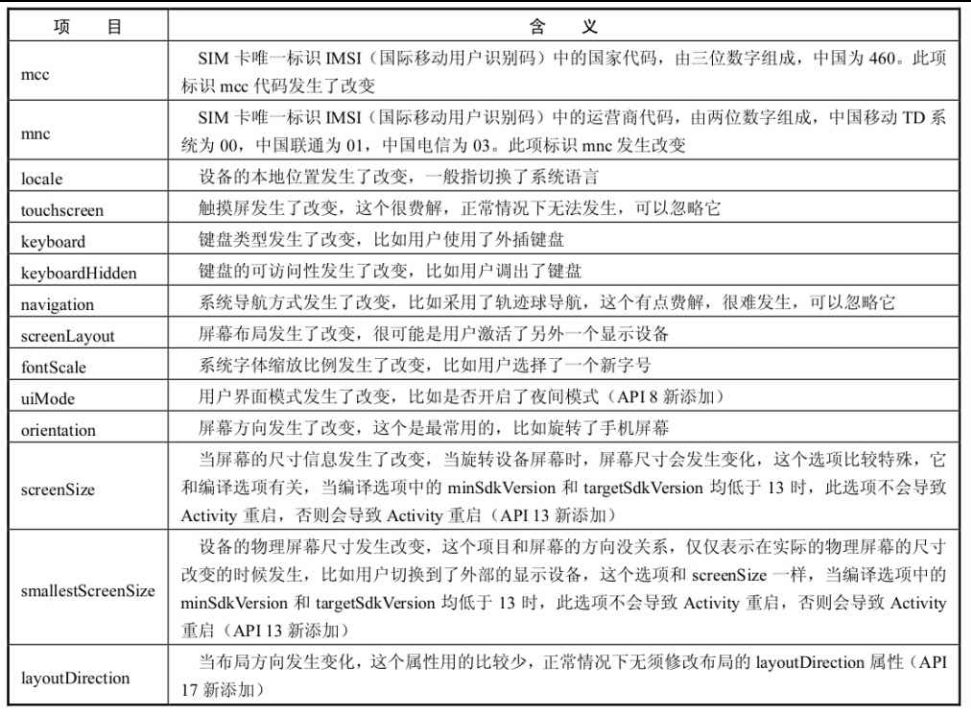 项 目 含 义
mcc SIM 卡唯一标识 IMSI（国际移动用户识别码）中的国家代码，由三位数字组成，中国为 460。此项
标识 mcc 代码发生了改变
mnc SIM 卡唯一标识 IMSI（国际移动用户识别码）中的运营商代码，由两位数字组成，中国移动 TD 系
统为 00，中国联通为 01，中国电信为 03。此项标识 mnc 发生改变
locale 设备的本地位置发生了改变，一般指切换了系统语言
touchscreen 触摸屏发生了改变，这个很费解，正常情况下无法发生，可以忽略它
keyboard 键盘类型发生了改变，比如用户使用了外插键盘
keyboardHidden 键盘的可访问性发生了改变，比如用户调出了键盘
navigation 系统导航方式发生了改变，比如采用了轨迹球导航，这个有点费解，很难发生，可以忽略它
screenLayout 屏幕布局发生了改变，很可能是用户激活了另外一个显示设备
fontScale 系统字体缩放比例发生了改变，比如用户选择了一个新字号
uiMode 用户界面模式发生了改变，比如是否开启了夜间模式（API 8 新添加）
orientation 屏幕方向发生了改变，这个是最常用的，比如旋转了手机屏幕
screenSize 当屏幕的尺寸信息发生了改变，当旋转设备屏幕时，屏幕尺寸会发生变化，这个选项比较特殊，它
和编译选项有关，当编译选项中的 minSdkVersion 和 targetSdkVersion 均低于 13 时，此选项不会导致
Activity 重启，否则会导致 Activity 重启（API 13 新添加）
smallestScreenSize 设备的物理屏幕尺寸发生改变，这个项目和屏幕的方向没关系，仅仅表示在实际的物理屏幕的尺寸
改变的时候发生，比如用户切换到了外部的显示设备，这个选项和 screenSize 一样，当编译选项中的
minSdkVersion 和 targetSdkVersion 均低于 13 时，此选项不会导致 Activity 重启，否则会导致 Activity
重启（API 13 新添加）
layoutDirection 当布局方向发生变化，这个属性用的比较少，正常情况下无须修改布局的 layoutDirection 属性（API
17 新添加）